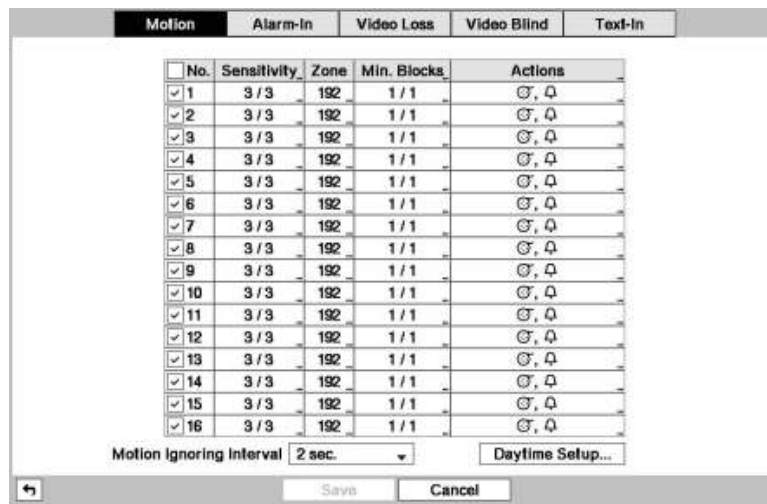 Motion Alarm-In Video Loss Video Blind Text-In
No. Sensitivity Zone Min. Blocks Actions
1 3 / 3 192 1 / 1
2 3 / 3 192 1 / 1
3 3 / 3 192 1 / 1
4 3 / 3 192 1 / 1
5 3 / 3 192 1 / 1
6 3 / 3 192 1 / 1
7 3 / 3 192 1 / 1
8 3 / 3 192 1 / 1
9 3 / 3 192 1 / 1
10 3 / 3 192 1 / 1
11 3 / 3 192 1 / 1
12 3 / 3 192 1 / 1
13 3 / 3 192 1 / 1
14 3 / 3 192 1 / 1
15 3 / 3 192 1 / 1
16 3 / 3 192 1 / 1
Motion Ignoring Interval 2 sec. Daytime Setup...
Save Cancel